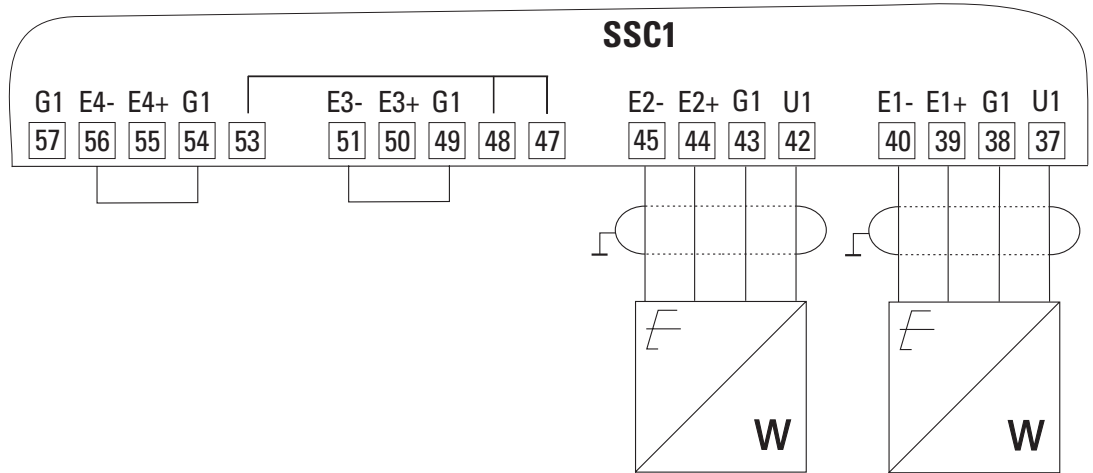 SSC1
G1 E4- E4+ G1 E3- E3+ G1 E2- E2+ G1 U1 E1- E1+ G1 U1
57 56 55 54 53 51 50 49 48 47 45 44 43 42 40 39 38 37
E E
W W